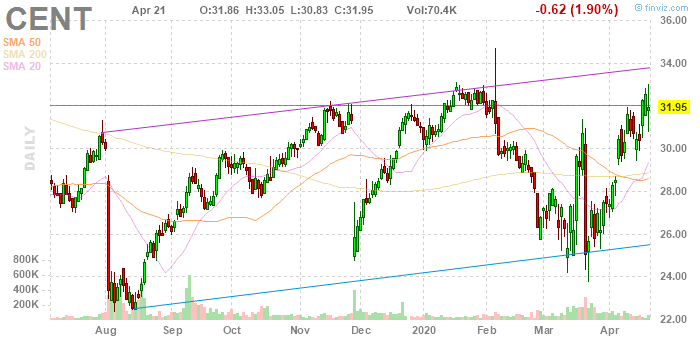 CENT
Apr 21 O:31.86 H:33.05 L:30.83 C:31.95 Vol:70.4K
© finviz.com
-0.62 (1.90%)
SMA 50
SMA 200
SMA 20
DAILY
36.00
34.00
31.95
30.00
28.00
26.00
24.00
22.00
800K
600K
400K
200K
Aug Sep Oct Nov Dec 2020 Feb Mar Apr